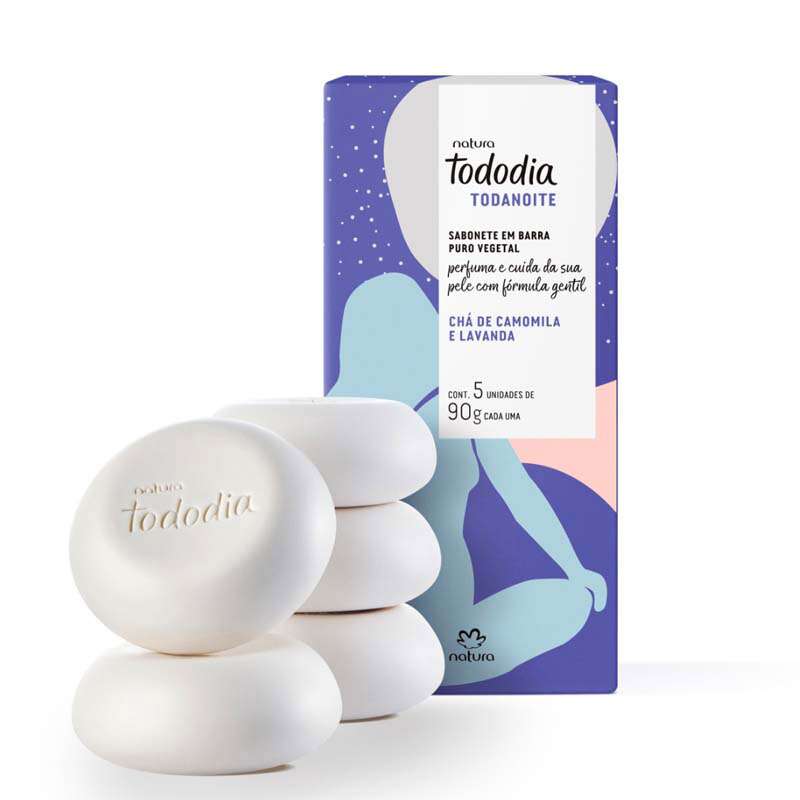 natura
tododia
TODANOITE
SABONETE EM BARRA
PURO VEGETAL
perfuma e cuida da sua
pele com fórmula gentil
CHÁ DE CAMOMILA
E LAVANDA
CONT. 5 UNIDADES DE
90g CADA UMA
natura
natura
tododia